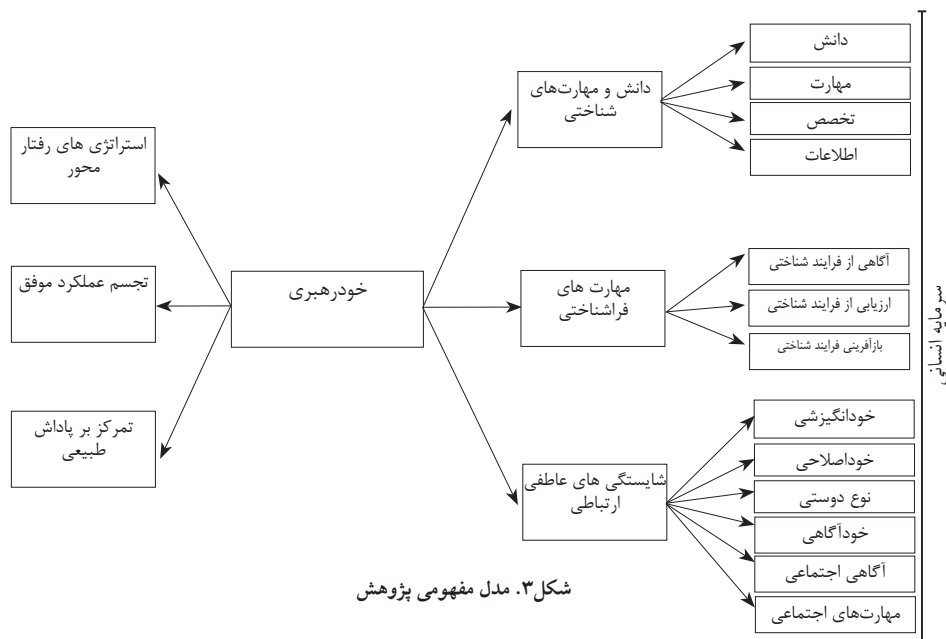 دانش
مهارت
تخصص
اطلاعات
دانش و مهارت‌های
شناختی
استراتژی های رفتار
محور
تجسم عملکرد موفق
تمرکز بر پاداش
طبیعی
خودرهبری
مهارت های
فراشناختی
آگاهی از فرایند شناختی
ارزیابی از فرایند شناختی
بازآفرینی فرایند شناختی
سرمایه انسانی
شایستگی های عاطفی
ارتباطی
خودانگیزشی
خوداصلاحی
نوع دوستی
خودآگاهی
آگاهی اجتماعی
مهارت‌های اجتماعی
شکل۳. مدل مفهومی پژوهش